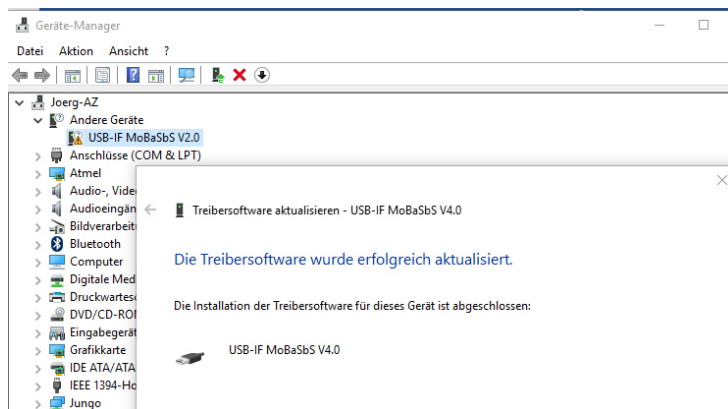 Geräte-Manager
Datei Aktion Ansicht ?
Joerg-AZ
Andere Geräte
USB-IF MoBaSbS V2.0
Anschlüsse (COM & LPT)
Atmel
Audio-, Vide
Audioeingän
Bildverarbeit
Bluetooth
Computer
Digitale Med
Druckwartesc
DVD/CD-ROI
Eingabegerät
Grafikkarte
IDE ATA/ATA
IEEE 1394-Ho
Jungo
Treibersoftware aktualisieren - USB-IF MoBaSbS V4.0
Die Treibersoftware wurde erfolgreich aktualisiert.
Die Installation der Treibersoftware für dieses Gerät ist abgeschlossen:
USB-IF MoBaSbS V4.0